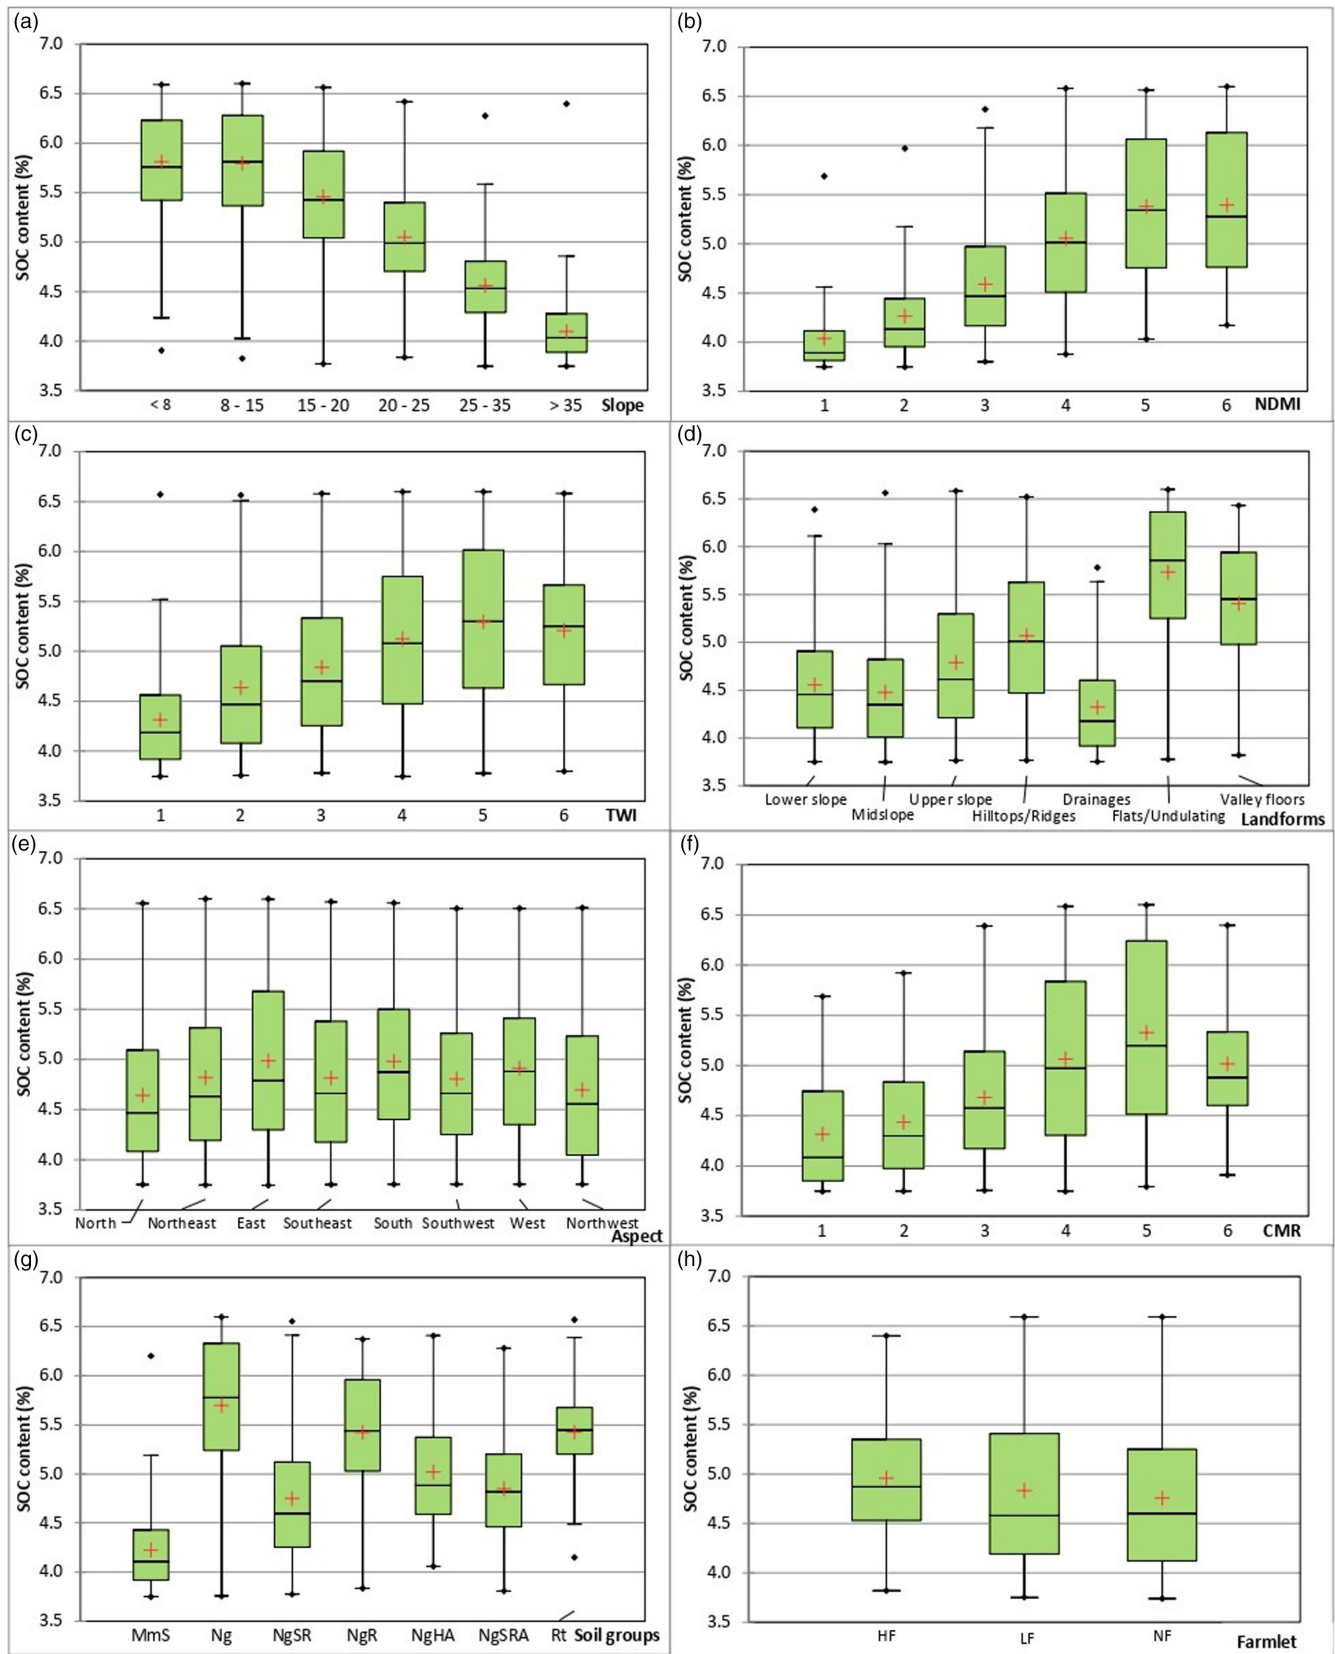 (a)
7.0
6.5
6.0
5.5
5.0
4.5
4.0
3.5
SOC content (%)
< 8 8 - 15 15 - 20 20 - 25 25 - 35 > 35 Slope
(b)
7.0
6.5
6.0
5.5
5.0
4.5
4.0
3.5
SOC content (%)
1 2 3 4 5 6 NDMI
(c)
7.0
6.5
6.0
5.5
5.0
4.5
4.0
3.5
SOC content (%)
1 2 3 4 5 6 TWI
(d)
7.0
6.5
6.0
5.5
5.0
4.5
4.0
3.5
SOC content (%)
Lower slope Upper slope Drainages Valley floors
Midslope Hilltops/Ridges Flats/Undulating Landforms
(e)
7.0
6.5
6.0
5.5
5.0
4.5
4.0
3.5
SOC content (%)
North Northeast East Southeast South Southwest West Northwest
Aspect
(f)
7.0
6.5
6.0
5.5
5.0
4.5
4.0
3.5
SOC content (%)
1 2 3 4 5 6 CMR
(g)
7.0
6.5
6.0
5.5
5.0
4.5
4.0
3.5
SOC content (%)
MmS Ng NgSR NgR NgHA NgSRA Rt Soil groups
(h)
7.0
6.5
6.0
5.5
5.0
4.5
4.0
3.5
SOC content (%)
HF LF NF Farmlet